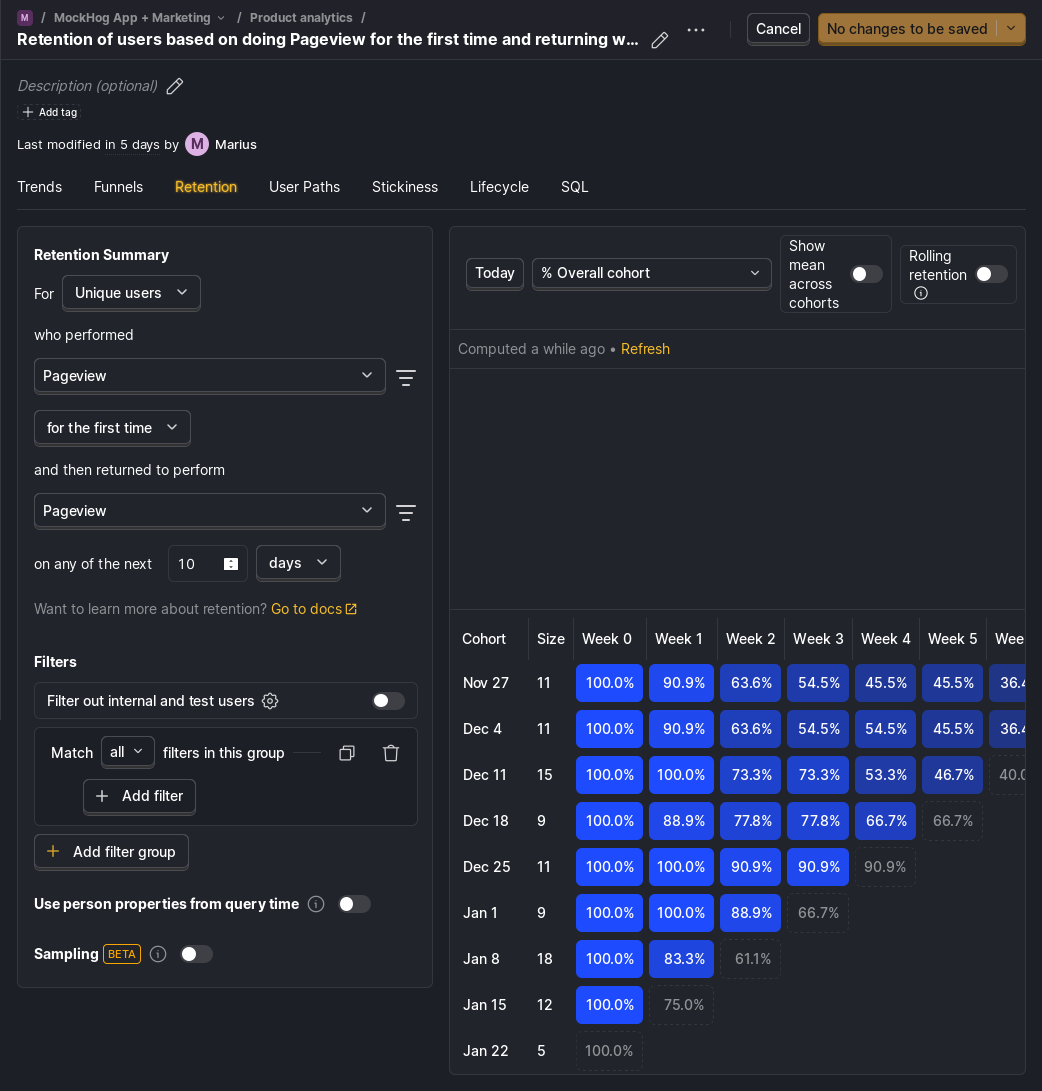 M / MockHog App + Marketing / Product analytics /
Retention of users based on doing Pageview for the first time and returning w...
Cancel
No changes to be saved
Description (optional)
Add tag
Last modified in 5 days by M Marius
Trends Funnels Retention User Paths Stickiness Lifecycle SQL
Retention Summary
For Unique users
who performed
Pageview
for the first time
and then returned to perform
Pageview
on any of the next 10 days
Want to learn more about retention? Go to docs
Filters
Filter out internal and test users
Match all filters in this group
Add filter
Add filter group
Use person properties from query time
Sampling BETA
Today
% Overall cohort
Show
mean
across
cohorts
Rolling
retention
Computed a while ago • Refresh
Cohort Size Week 0 Week 1 Week 2 Week 3 Week 4 Week 5 Wee
Nov 27 11 100.0% 90.9% 63.6% 54.5% 45.5% 45.5% 36.4
Dec 4 11 100.0% 90.9% 63.6% 54.5% 54.5% 45.5% 36.4
Dec 11 15 100.0% 100.0% 73.3% 73.3% 53.3% 46.7% 40.0
Dec 18 9 100.0% 88.9% 77.8% 77.8% 66.7% 66.7%
Dec 25 11 100.0% 100.0% 90.9% 90.9% 90.9%
Jan 1 9 100.0% 100.0% 88.9% 66.7%
Jan 8 18 100.0% 83.3% 61.1%
Jan 15 12 100.0% 75.0%
Jan 22 5 100.0%